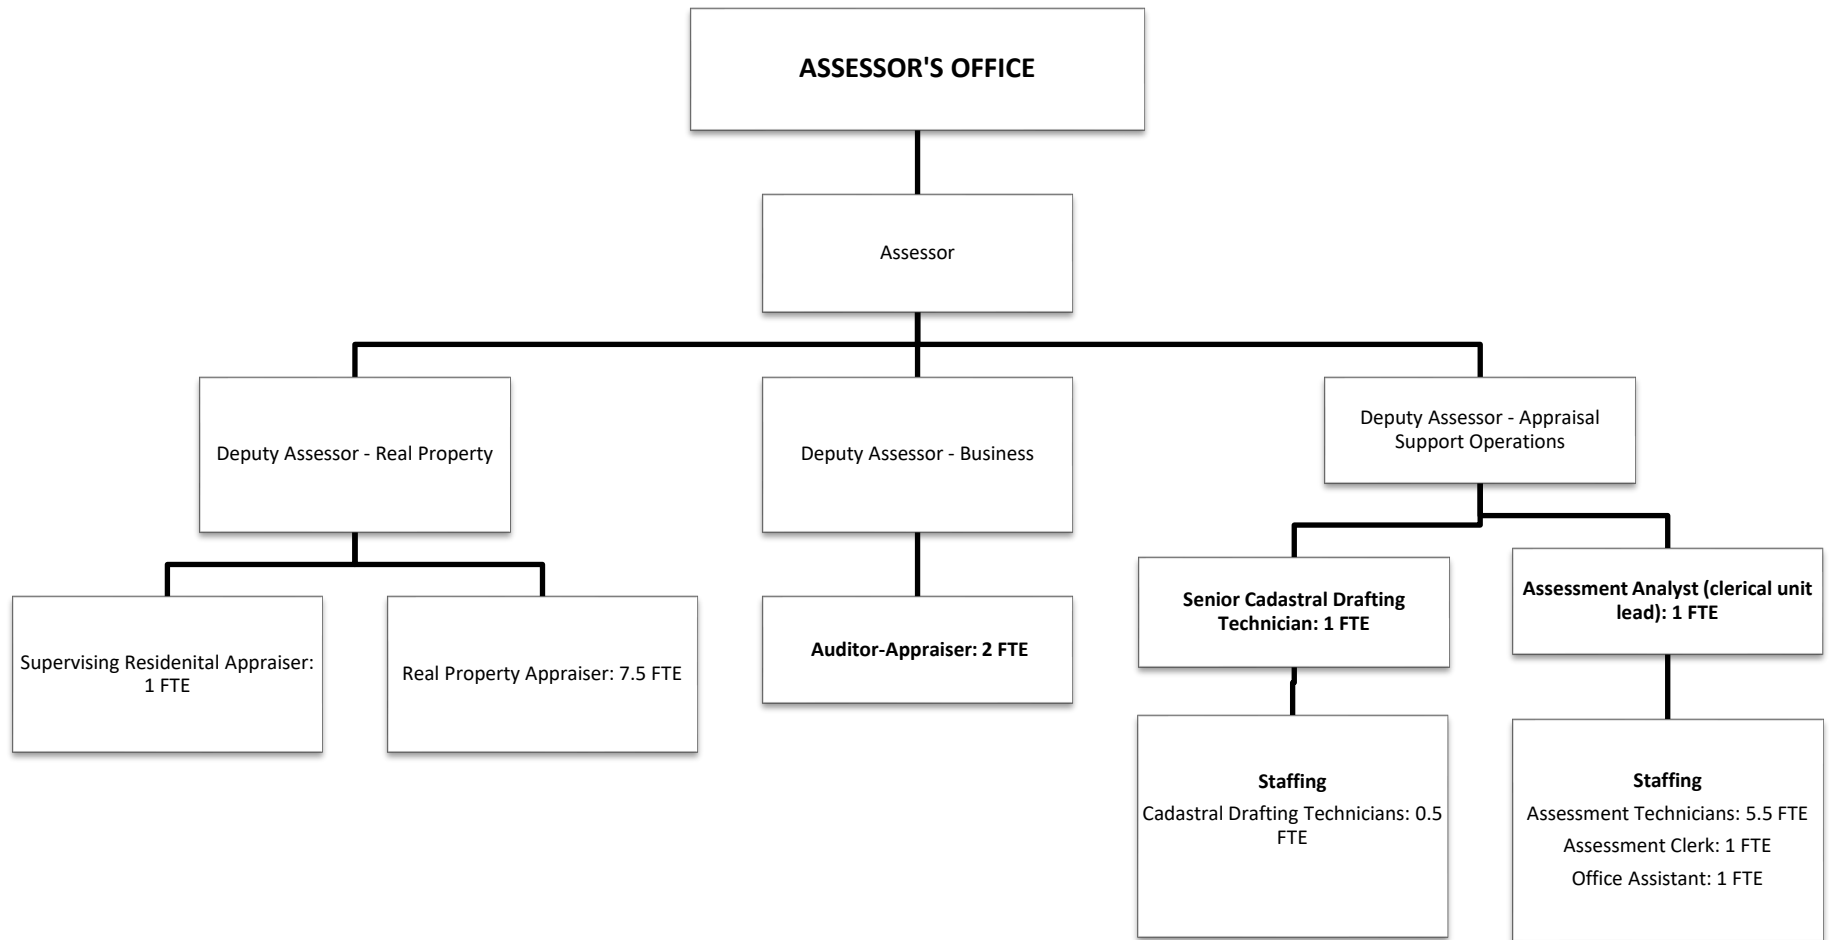 ASSESSOR'S OFFICE
Assessor
Deputy Assessor - Real Property
Deputy Assessor - Business
Deputy Assessor - Appraisal
Support Operations
Supervising Residenital Appraiser:
1 FTE
Real Property Appraiser: 7.5 FTE
Auditor-Appraiser: 2 FTE
Senior Cadastral Drafting
Technician: 1 FTE
Assessment Analyst (clerical unit
lead): 1 FTE
Staffing
Cadastral Drafting Technicians: 0.5
FTE
Staffing
Assessment Technicians: 5.5 FTE
Assessment Clerk: 1 FTE
Office Assistant: 1 FTE